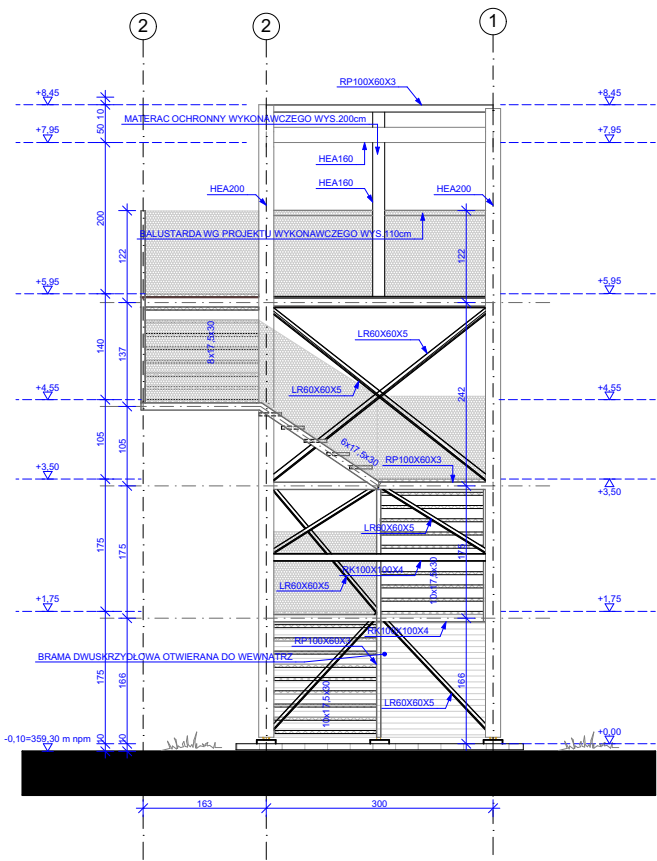 2
2
1
RP100X60X3
+8,45
+8,45
10
MATERAC OCHRONNY WYKONAWCZEGO WYS.200cm
50
+7,95
+7,95
HEA160
HEA160
HEA200
HEA200
200
BALUSTARDA WG PROJEKTU WYKONAWCZEGO WYS.110cm
122
122
+5,95
+5,95
LR60X60X5
8x17,5x30
140
137
LR60X60X5
242
+4,55
+4,55
105
105
6x17,5x30
RP100X60X3
+3,50
+3,50
LR60X60X5
175
175
175
RK100X100X4
LR60X60X5
10x17,5x30
+1,75
+1,75
RK100X100X4
RP100X60X3
BRAMA DWUSKRZYDŁOWA OTWIERANA DO WEWNATRZ
175
166
166
LR60X60X5
10x17,5x30
-0,10=359,30 m npm
+0,00
163
300